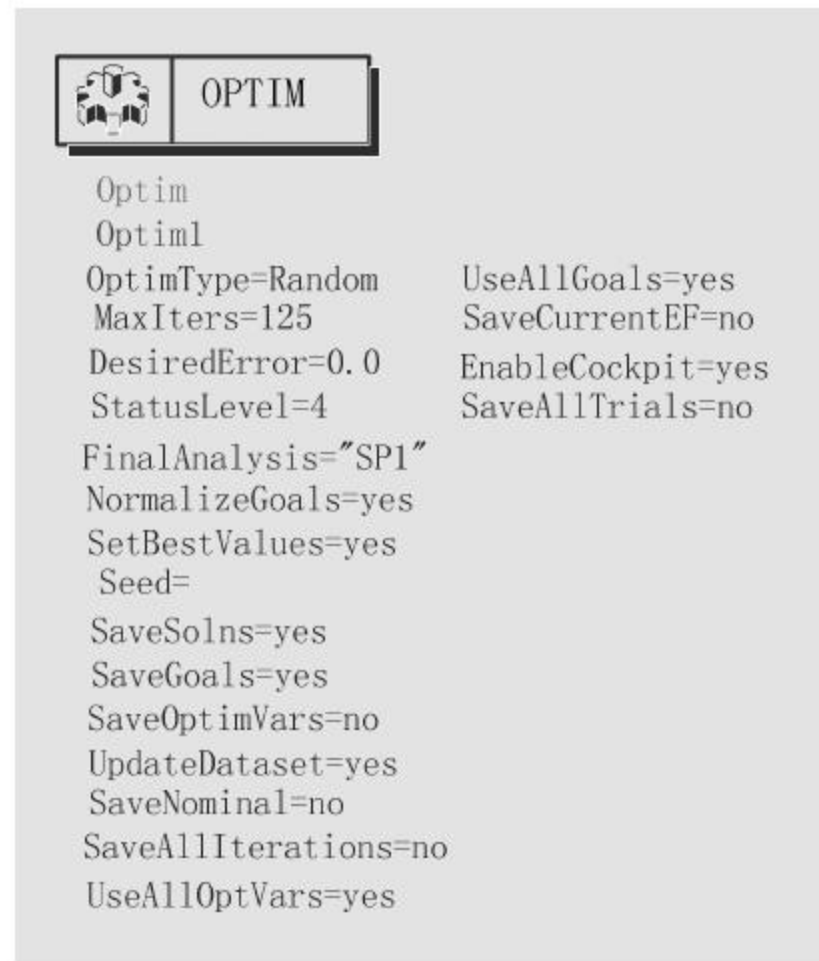 OPTIM
Optim
Optim1
OptimType=Random
MaxIters=125
DesiredError=0.0
StatusLevel=4
FinalAnalysis="SP1"
NormalizeGoals=yes
SetBestValues=yes
Seed=
SaveSolns=yes
SaveGoals=yes
SaveOptimVars=no
UpdateDataset=yes
SaveNominal=no
SaveAllIterations=no
UseAllOptVars=yes
UseAllGoals=yes
SaveCurrentEF=no
EnableCockpit=yes
SaveAllTrials=no